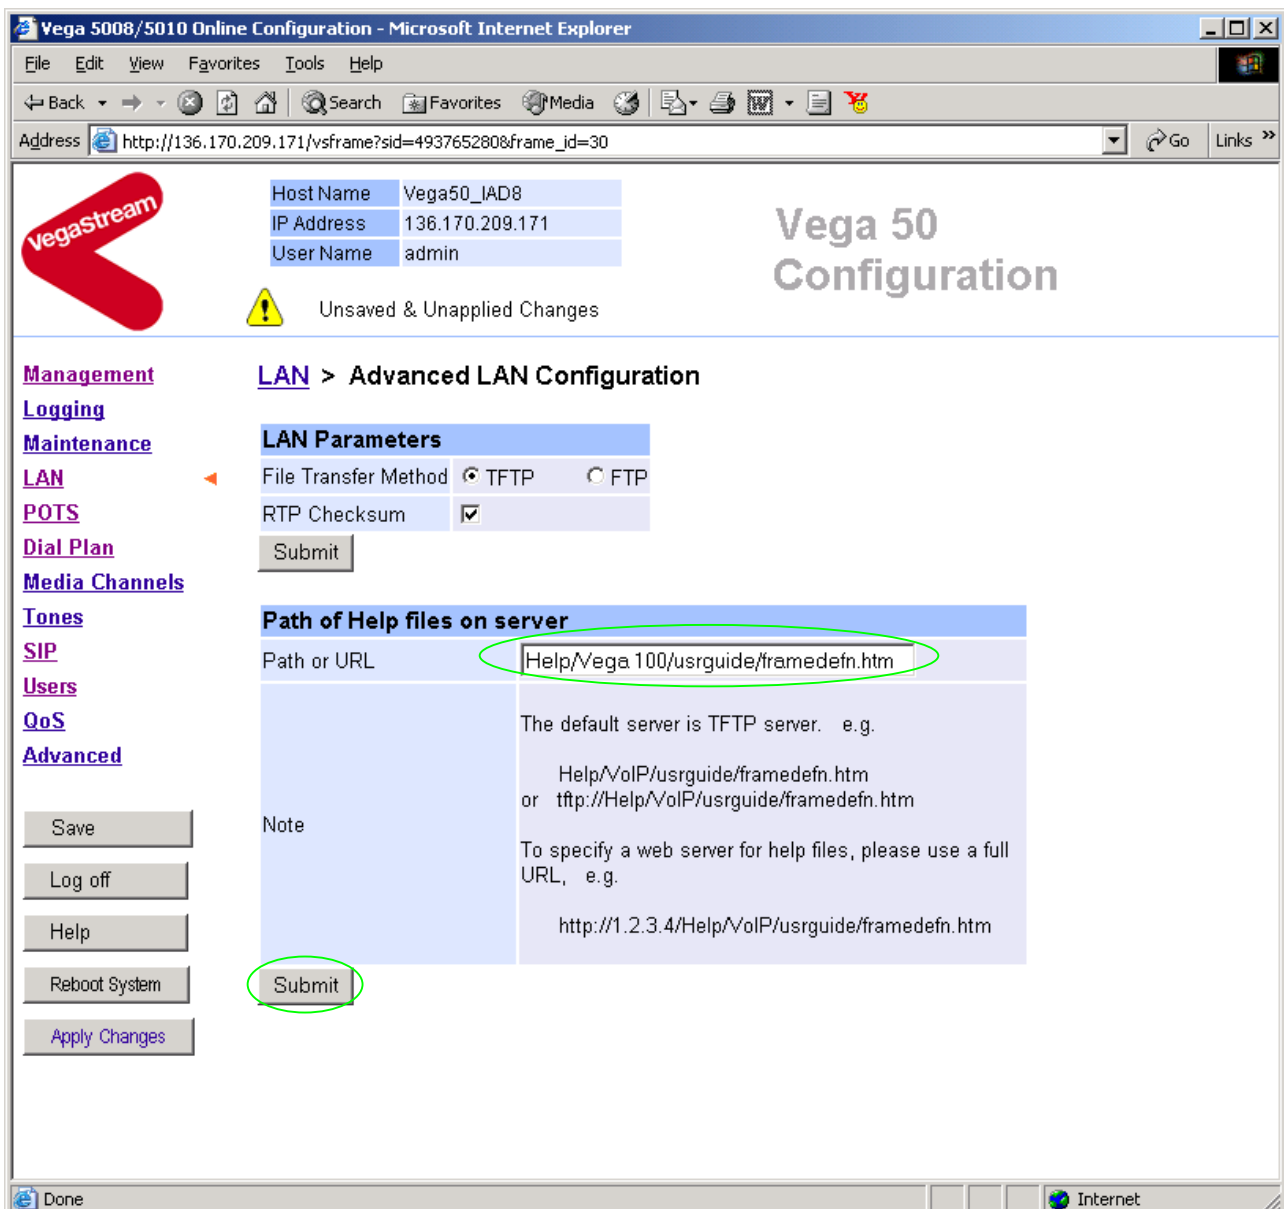 Vega 5008/5010 Online Configuration - Microsoft Internet Explorer
File Edit View Favorites Tools Help
Back Search Favorites Media
Address http://136.170.209.171/vsframe?sid=493765280&frame_id=30 Go Links »
vegastream
Host Name Vega50_IAD8
IP Address 136.170.209.171
User Name admin
Vega 50
Configuration
Unsaved & Unapplied Changes
Management
Logging
Maintenance
LAN
POTS
Dial Plan
Media Channels
Tones
SIP
Users
QoS
Advanced
Save
Log off
Help
Reboot System
Apply Changes
LAN > Advanced LAN Configuration
LAN Parameters
File Transfer Method TFTP FTP
RTP Checksum
Submit
Path of Help files on server
Path or URL Help/Vega100/usrguide/framedefn.htm
Note
The default server is TFTP server. e.g.
Help/VoIP/usrguide/framedefn.htm
or tftp://Help/VoIP/usrguide/framedefn.htm
To specify a web server for help files, please use a full
URL, e.g.
http://1.2.3.4/Help/VoIP/usrguide/framedefn.htm
Submit
Done Internet